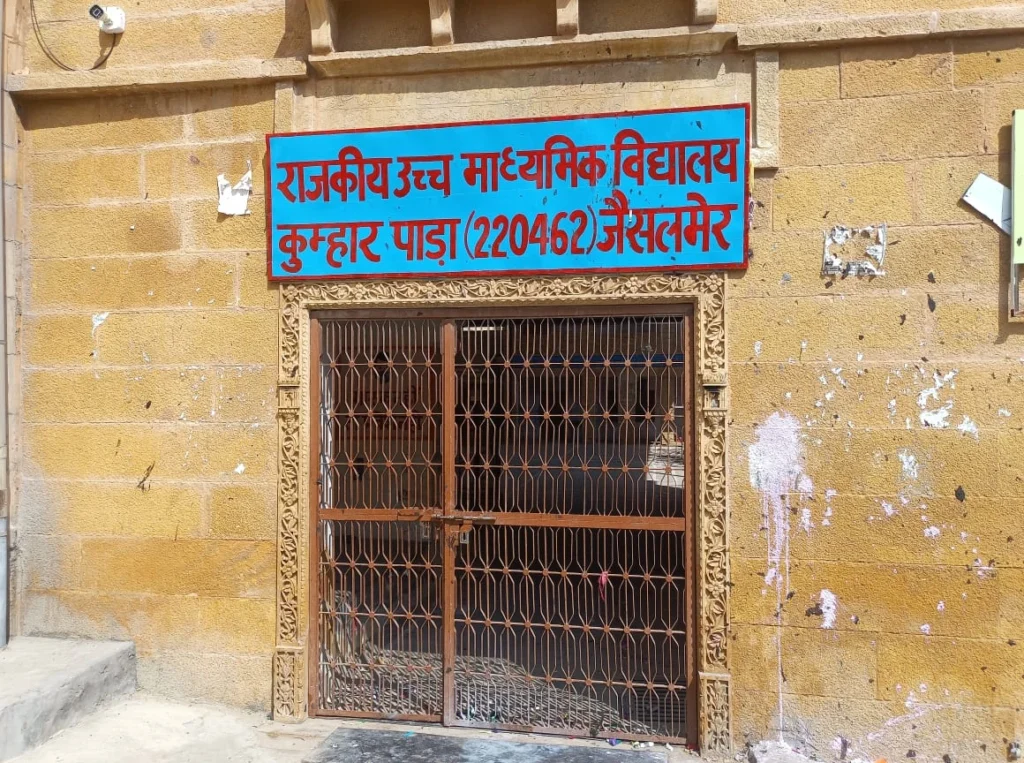 राजकीय उच्च माध्यमिक विद्यालय
कुम्हार पाड़ा (220462) जैसलमेर